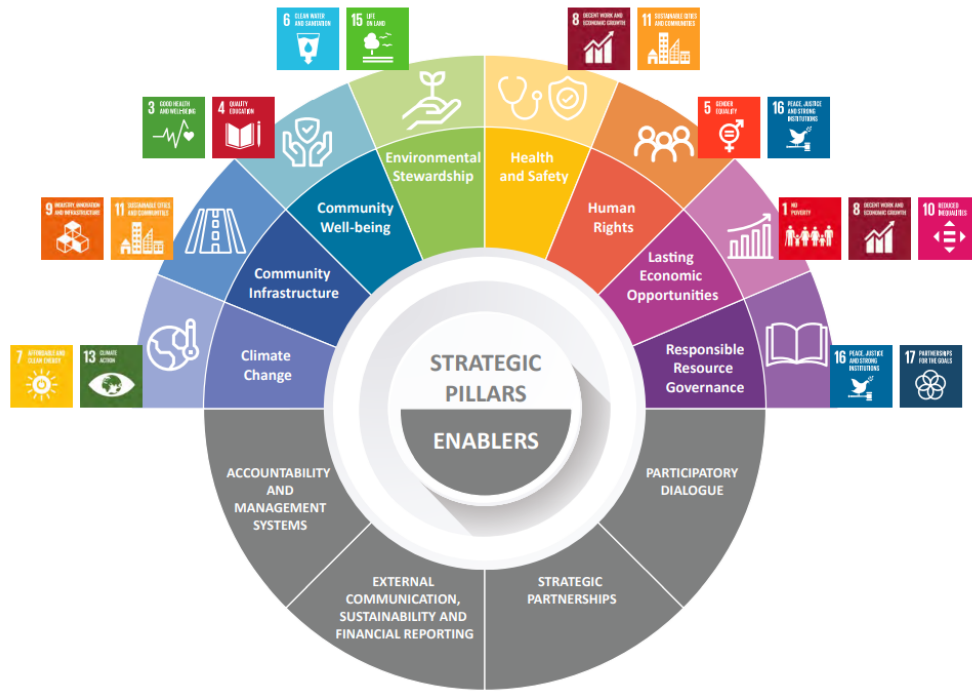 6 CLEAN WATER
AND SANITATION
15 LIFE
ON LAND
8 DECENT WORK AND
ECONOMIC GROWTH
11 SUSTAINABLE CITIES
AND COMMUNITIES
3 GOOD HEALTH
AND WELL-BEING
4 QUALITY
EDUCATION
5 GENDER
EQUALITY
16 PEACE, JUSTICE
AND STRONG
INSTITUTIONS
9 INDUSTRY, INNOVATION
AND INFRASTRUCTURE
11 SUSTAINABLE CITIES
AND COMMUNITIES
1 NO
POVERTY
8 DECENT WORK AND
ECONOMIC GROWTH
10 REDUCED
INEQUALITIES
7 AFFORDABLE AND
CLEAN ENERGY
13 CLIMATE
ACTION
16 PEACE, JUSTICE
AND STRONG
INSTITUTIONS
17 PARTNERSHIPS
FOR THE GOALS
Climate
Change
Community
Infrastructure
Community
Well-being
Environmental
Stewardship
Health
and Safety
Human
Rights
Lasting
Economic
Opportunities
Responsible
Resource
Governance
STRATEGIC
PILLARS
ENABLERS
ACCOUNTABILITY
AND
MANAGEMENT
SYSTEMS
EXTERNAL
COMMUNICATION,
SUSTAINABILITY AND
FINANCIAL REPORTING
STRATEGIC
PARTNERSHIPS
PARTICIPATORY
DIALOGUE